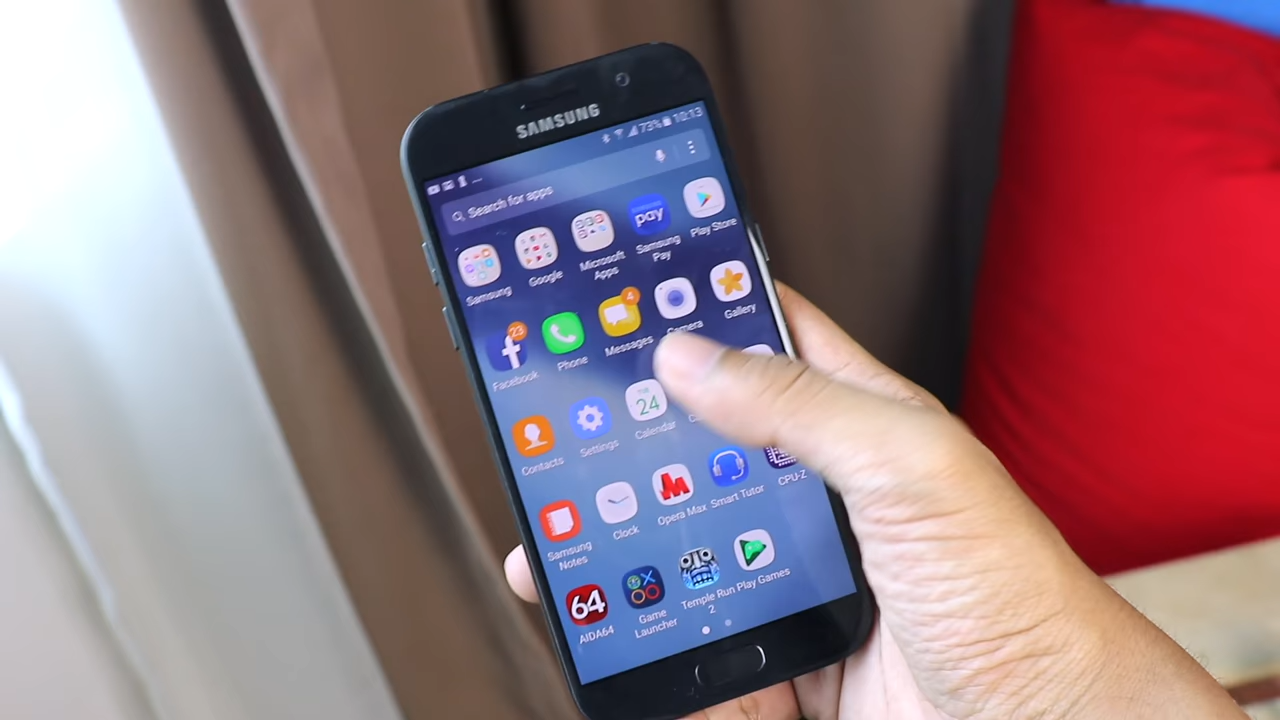 SAMSUNG
73% 10:13
Search for apps
Samsung
Google
Microsoft
Apps
SAMSUNG
pay
Samsung
Pay
Play Store
23
Facebook
Phone
4
Messages
Camera
Gallery
Contacts
Settings
24
Calendar
Samsung
Notes
Clock
Opera Max
Smart Tutor
CPU-Z
64
AIDA64
Game
Launcher
Temple Run
2
Play Games